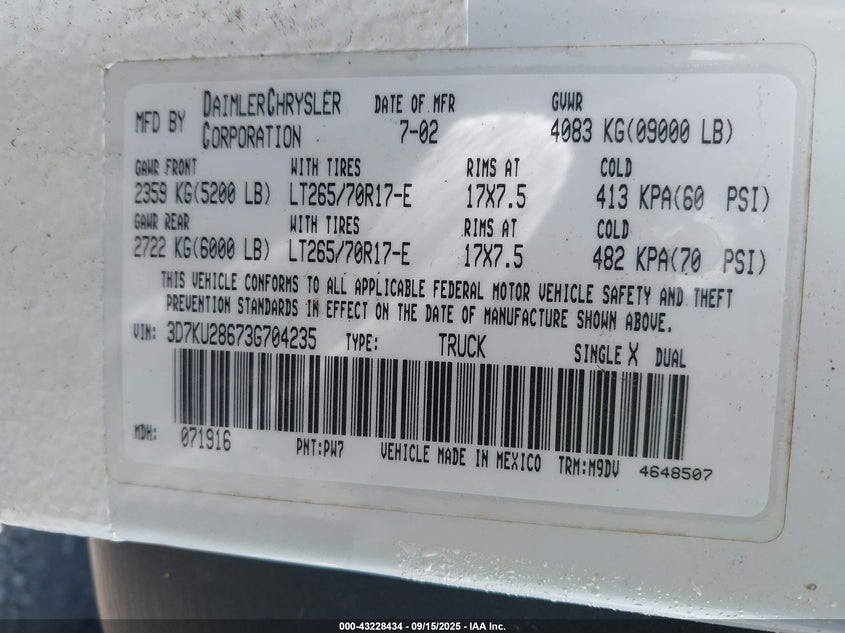 MFD BY DAIMLERCHRYSLER CORPORATION DATE OF MFR 7-02 GVWR 4083 KG(09000 LB)
GAWR FRONT WITH TIRES RIMS AT COLD
2359 KG(5200 LB) LT265/70R17-E 17X7.5 413 KPA(60 PSI)
GAWR REAR WITH TIRES RIMS AT COLD
2722 KG(6000 LB) LT265/70R17-E 17X7.5 482 KPA(70 PSI)
THIS VEHICLE CONFORMS TO ALL APPLICABLE FEDERAL MOTOR VEHICLE SAFETY AND THEFT
PREVENTION STANDARDS IN EFFECT ON THE DATE OF MANUFACTURE SHOWN ABOVE.
VIN: 3D7KU28673G704235 TYPE: TRUCK SINGLE X DUAL
MDH: 071916 PNT:PW7 VEHICLE MADE IN MEXICO TRM:M9DV 4648507
000-43228434 - 09/15/2025 - IAA Inc.